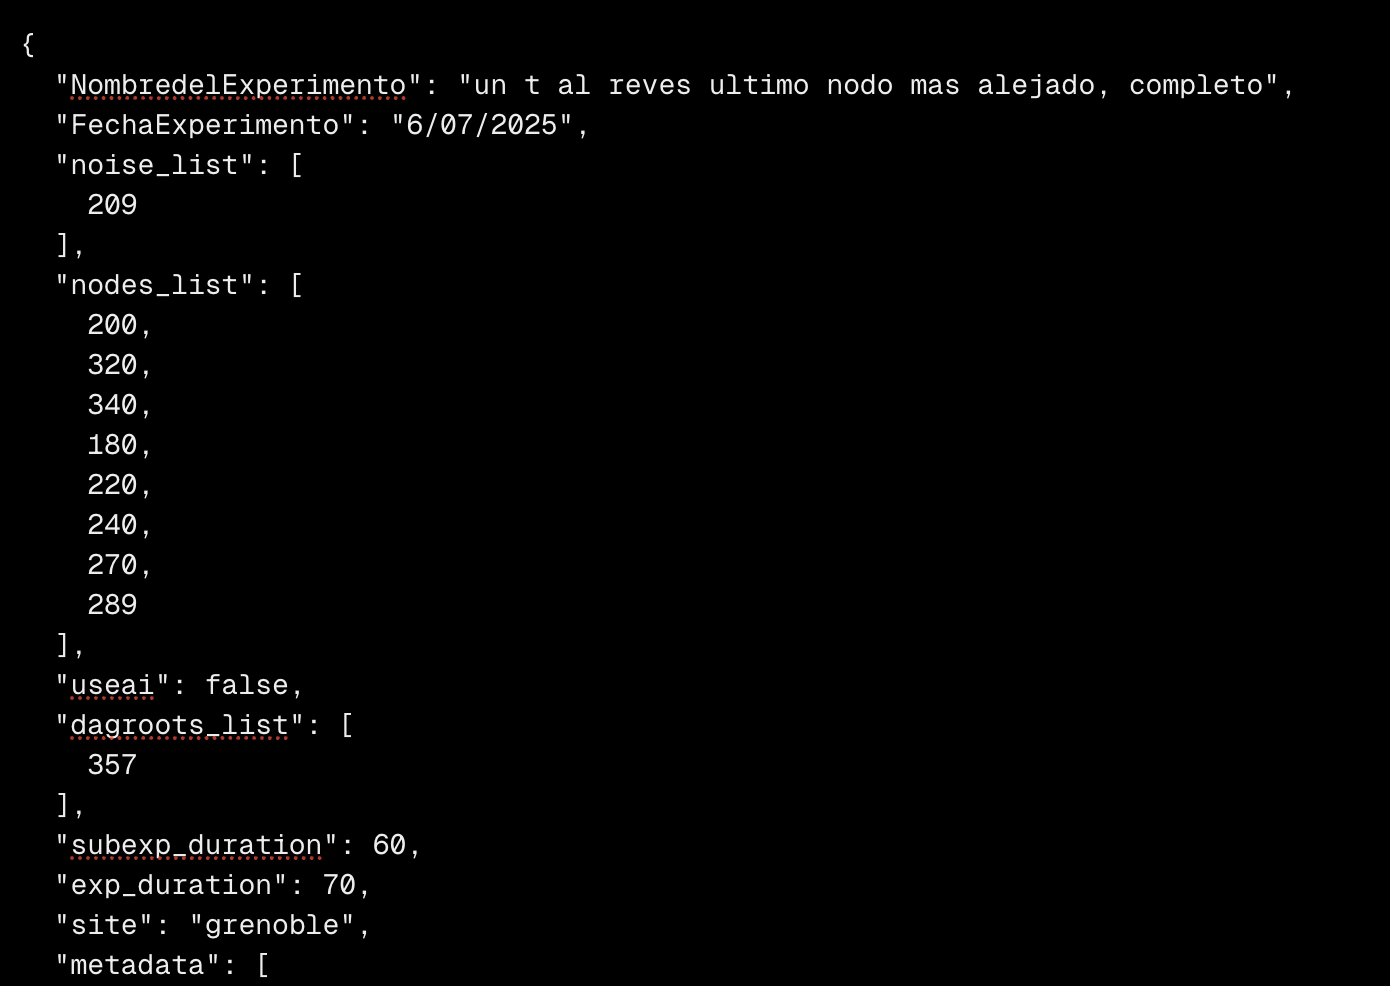 {
  "NombredelExperimento": "un t al reves ultimo nodo mas alejado, completo",
  "FechaExperimento": "6/07/2025",
  "noise_list": [
    209
  ],
  "nodes_list": [
    200,
    320,
    340,
    180,
    220,
    240,
    270,
    289
  ],
  "useai": false,
  "dagroots_list": [
    357
  ],
  "subexp_duration": 60,
  "exp_duration": 70,
  "site": "grenoble",
  "metadata": [